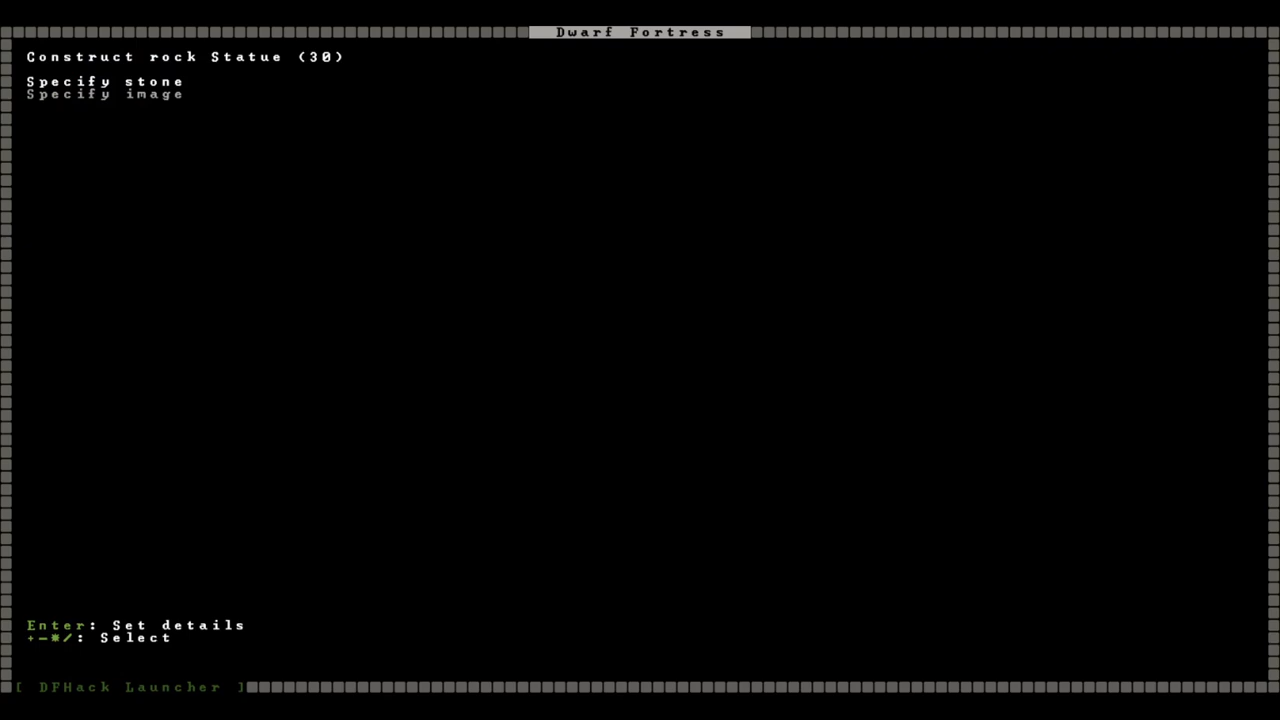 Dwarf Fortress
Construct rock Statue (30)
Specify stone
Specify image
Enter: Set details
+-*/: Select
[ DFHack Launcher ]